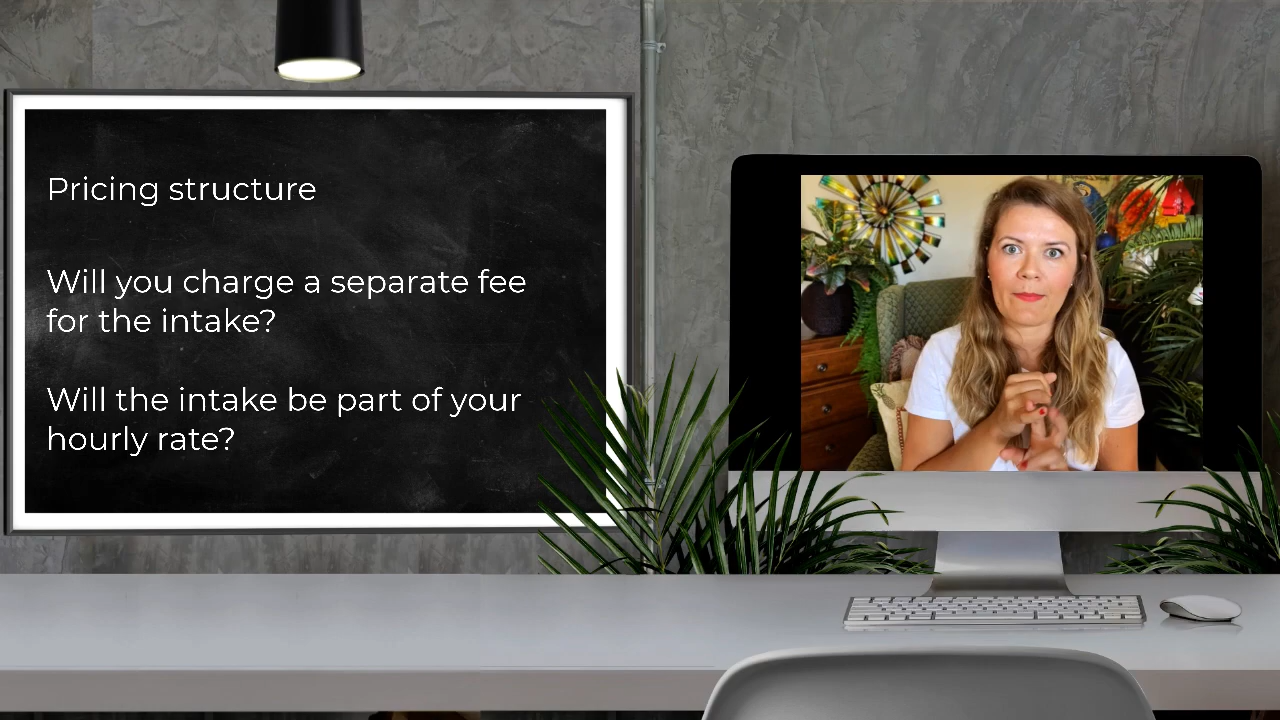 Pricing structure
Will you charge a separate fee
for the intake?
Will the intake be part of your
hourly rate?